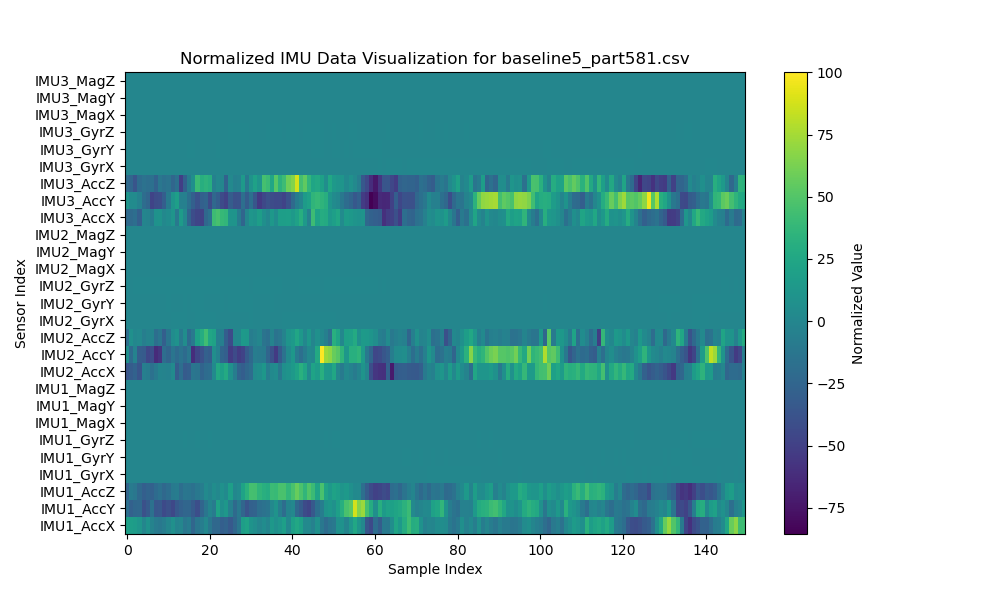 Normalized IMU Data Visualization for baseline5_part581.csv
IMU3_MagZ
IMU3_MagY
IMU3_MagX
IMU3_GyrZ
IMU3_GyrY
IMU3_GyrX
IMU3_AccZ
IMU3_AccY
IMU3_AccX
IMU2_MagZ
IMU2_MagY
IMU2_MagX
IMU2_GyrZ
IMU2_GyrY
IMU2_GyrX
IMU2_AccZ
IMU2_AccY
IMU2_AccX
IMU1_MagZ
IMU1_MagY
IMU1_MagX
IMU1_GyrZ
IMU1_GyrY
IMU1_GyrX
IMU1_AccZ
IMU1_AccY
IMU1_AccX
Sensor Index
0 20 40 60 80 100 120 140
Sample Index
100
75
50
25
0
−25
−50
−75
Normalized Value